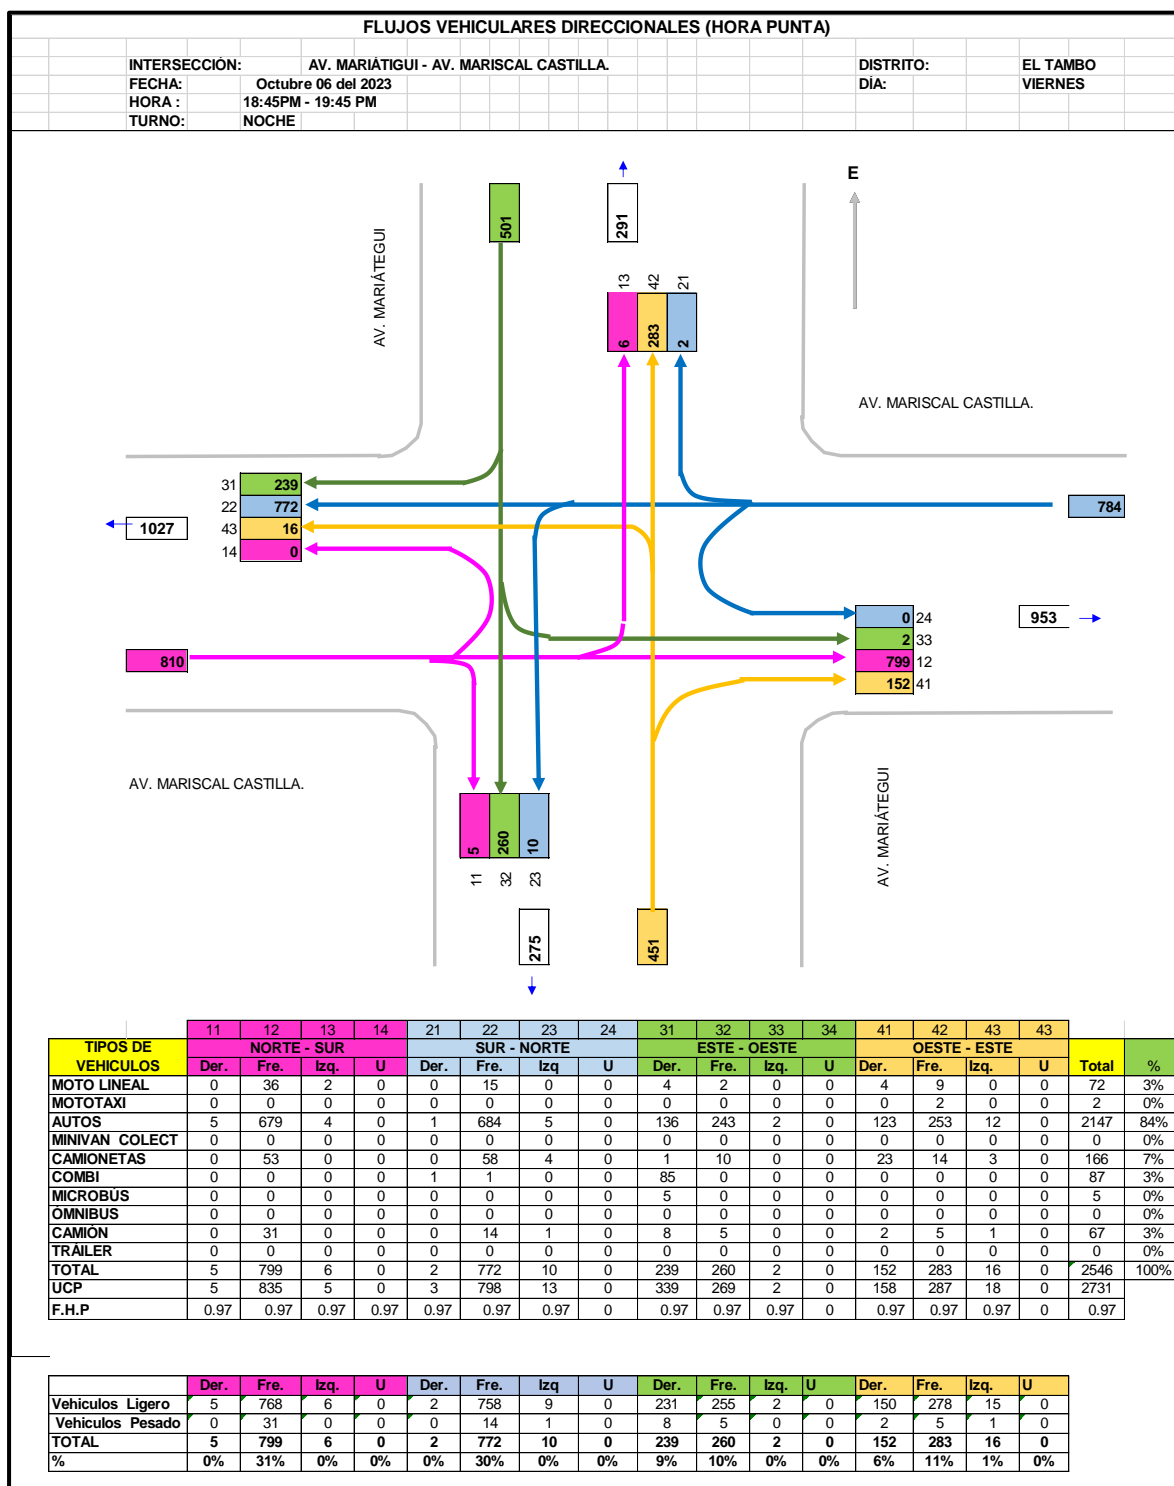 FLUJOS VEHICULARES DIRECCIONALES (HORA PUNTA)
INTERSECCIÓN: AV. MARIÁTIGUI - AV. MARISCAL CASTILLA. DISTRITO: EL TAMBO
FECHA: Octubre 06 del 2023 DÍA: VIERNES
HORA : 18:45PM - 19:45 PM
TURNO: NOCHE
E
501
291
AV. MARIÁTEGUI
13 42 21
6 283 2
AV. MARISCAL CASTILLA.
31 239
22 772
784
1027
43 16
14 0
0 24
953
2 33
810
799 12
152 41
AV. MARISCAL CASTILLA.
AV. MARIÁTEGUI
5 260 10
11 32 23
275
451
11 12 13 14 21 22 23 24 31 32 33 34 41 42 43 43
TIPOS DE VEHICULOS NORTE - SUR SUR - NORTE ESTE - OESTE OESTE - ESTE
Der. Fre. Izq. U Der. Fre. Izq U Der. Fre. Izq. U Der. Fre. Izq. U Total %
MOTO LINEAL 0 36 2 0 0 15 0 0 4 2 0 0 4 9 0 0 72 3%
MOTOTAXI 0 0 0 0 0 0 0 0 0 0 0 0 0 2 0 0 2 0%
AUTOS 5 679 4 0 1 684 5 0 136 243 2 0 123 253 12 0 2147 84%
MINIVAN COLECT 0 0 0 0 0 0 0 0 0 0 0 0 0 0 0 0 0 0%
CAMIONETAS 0 53 0 0 0 58 4 0 1 10 0 0 23 14 3 0 166 7%
COMBI 0 0 0 0 1 1 0 0 85 0 0 0 0 0 0 0 87 3%
MICROBÚS 0 0 0 0 0 0 0 0 5 0 0 0 0 0 0 0 5 0%
ÓMNIBUS 0 0 0 0 0 0 0 0 0 0 0 0 0 0 0 0 0 0%
CAMIÓN 0 31 0 0 0 14 1 0 8 5 0 0 2 5 1 0 67 3%
TRÁILER 0 0 0 0 0 0 0 0 0 0 0 0 0 0 0 0 0 0%
TOTAL 5 799 6 0 2 772 10 0 239 260 2 0 152 283 16 0 2546 100%
UCP 5 835 5 0 3 798 13 0 339 269 2 0 158 287 18 0 2731
F.H.P 0.97 0.97 0.97 0.97 0.97 0.97 0.97 0 0.97 0.97 0.97 0 0.97 0.97 0.97 0 0.97
Der. Fre. Izq. U Der. Fre. Izq U Der. Fre. Izq. U Der. Fre. Izq. U
Vehiculos Ligero 5 768 6 0 2 758 9 0 231 255 2 0 150 278 15 0
Vehiculos Pesado 0 31 0 0 0 14 1 0 8 5 0 0 2 5 1 0
TOTAL 5 799 6 0 2 772 10 0 239 260 2 0 152 283 16 0
% 0% 31% 0% 0% 0% 30% 0% 0% 9% 10% 0% 0% 6% 11% 1% 0%